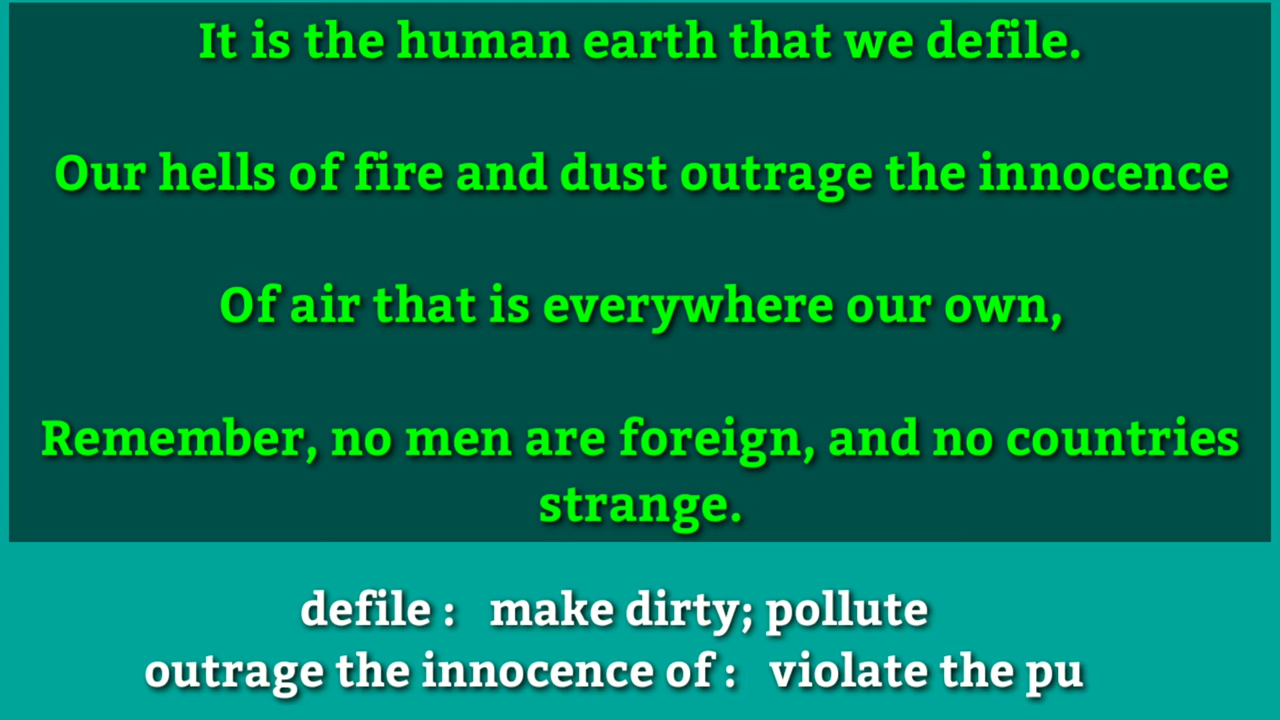 It is the human earth that we defile.
Our hells of fire and dust outrage the innocence
Of air that is everywhere our own,
Remember, no men are foreign, and no countries
strange.
defile : make dirty; pollute
outrage the innocence of : violate the pu